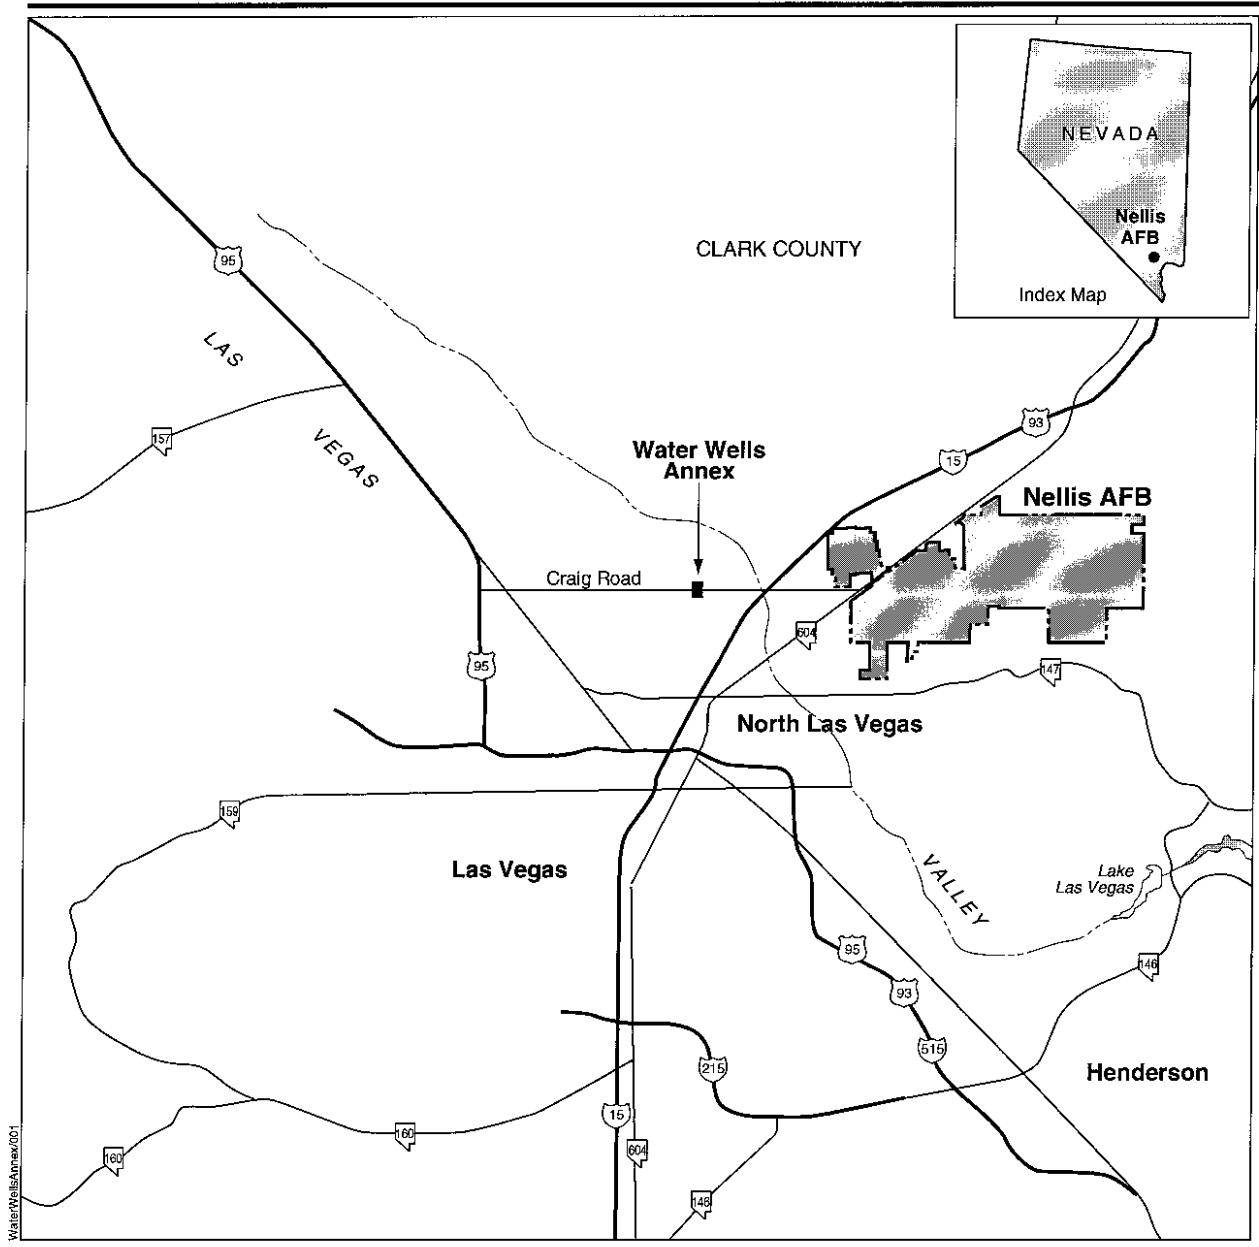 NEVADA
Nellis
AFB
Index Map
CLARK COUNTY
95
LAS
VEGAS
157
93
15
Water Wells
Annex
Nellis AFB
Craig Road
604
95
147
North Las Vegas
159
Las Vegas
VALLEY
Lake
Las Vegas
95
93
146
515
215
Henderson
15
160
160
604
146
WaterWellsAnnex/001